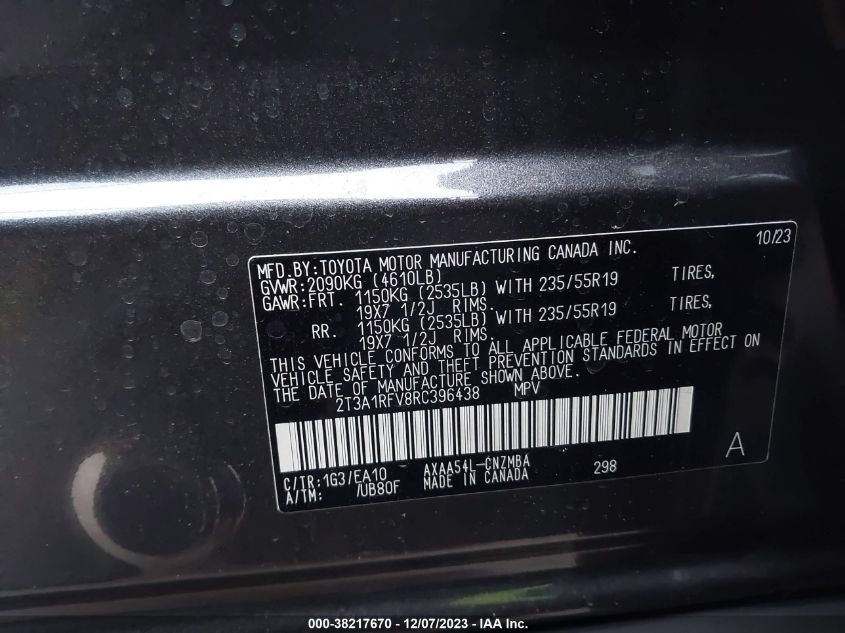 10/23
MFD.BY:TOYOTA MOTOR MANUFACTURING CANADA INC.
GVWR:2090KG (4610LB)
GAWR:FRT. 1150KG (2535LB) WITH 235/55R19 TIRES,
19X7 1/2J RIMS.
RR. 1150KG (2535LB) WITH 235/55R19 TIRES,
19X7 1/2J RIMS.
THIS VEHICLE CONFORMS TO ALL APPLICABLE FEDERAL MOTOR
VEHICLE SAFETY AND THEFT PREVENTION STANDARDS IN EFFECT ON
THE DATE OF MANUFACTURE SHOWN ABOVE.
2T3A1RFV8RC396438 MPV
A
C/TR:1G3/EA10 AXAA54L-CNZMBA 298
A/TM: /UB80F MADE IN CANADA
000-38217670 - 12/07/2023 - IAA Inc.